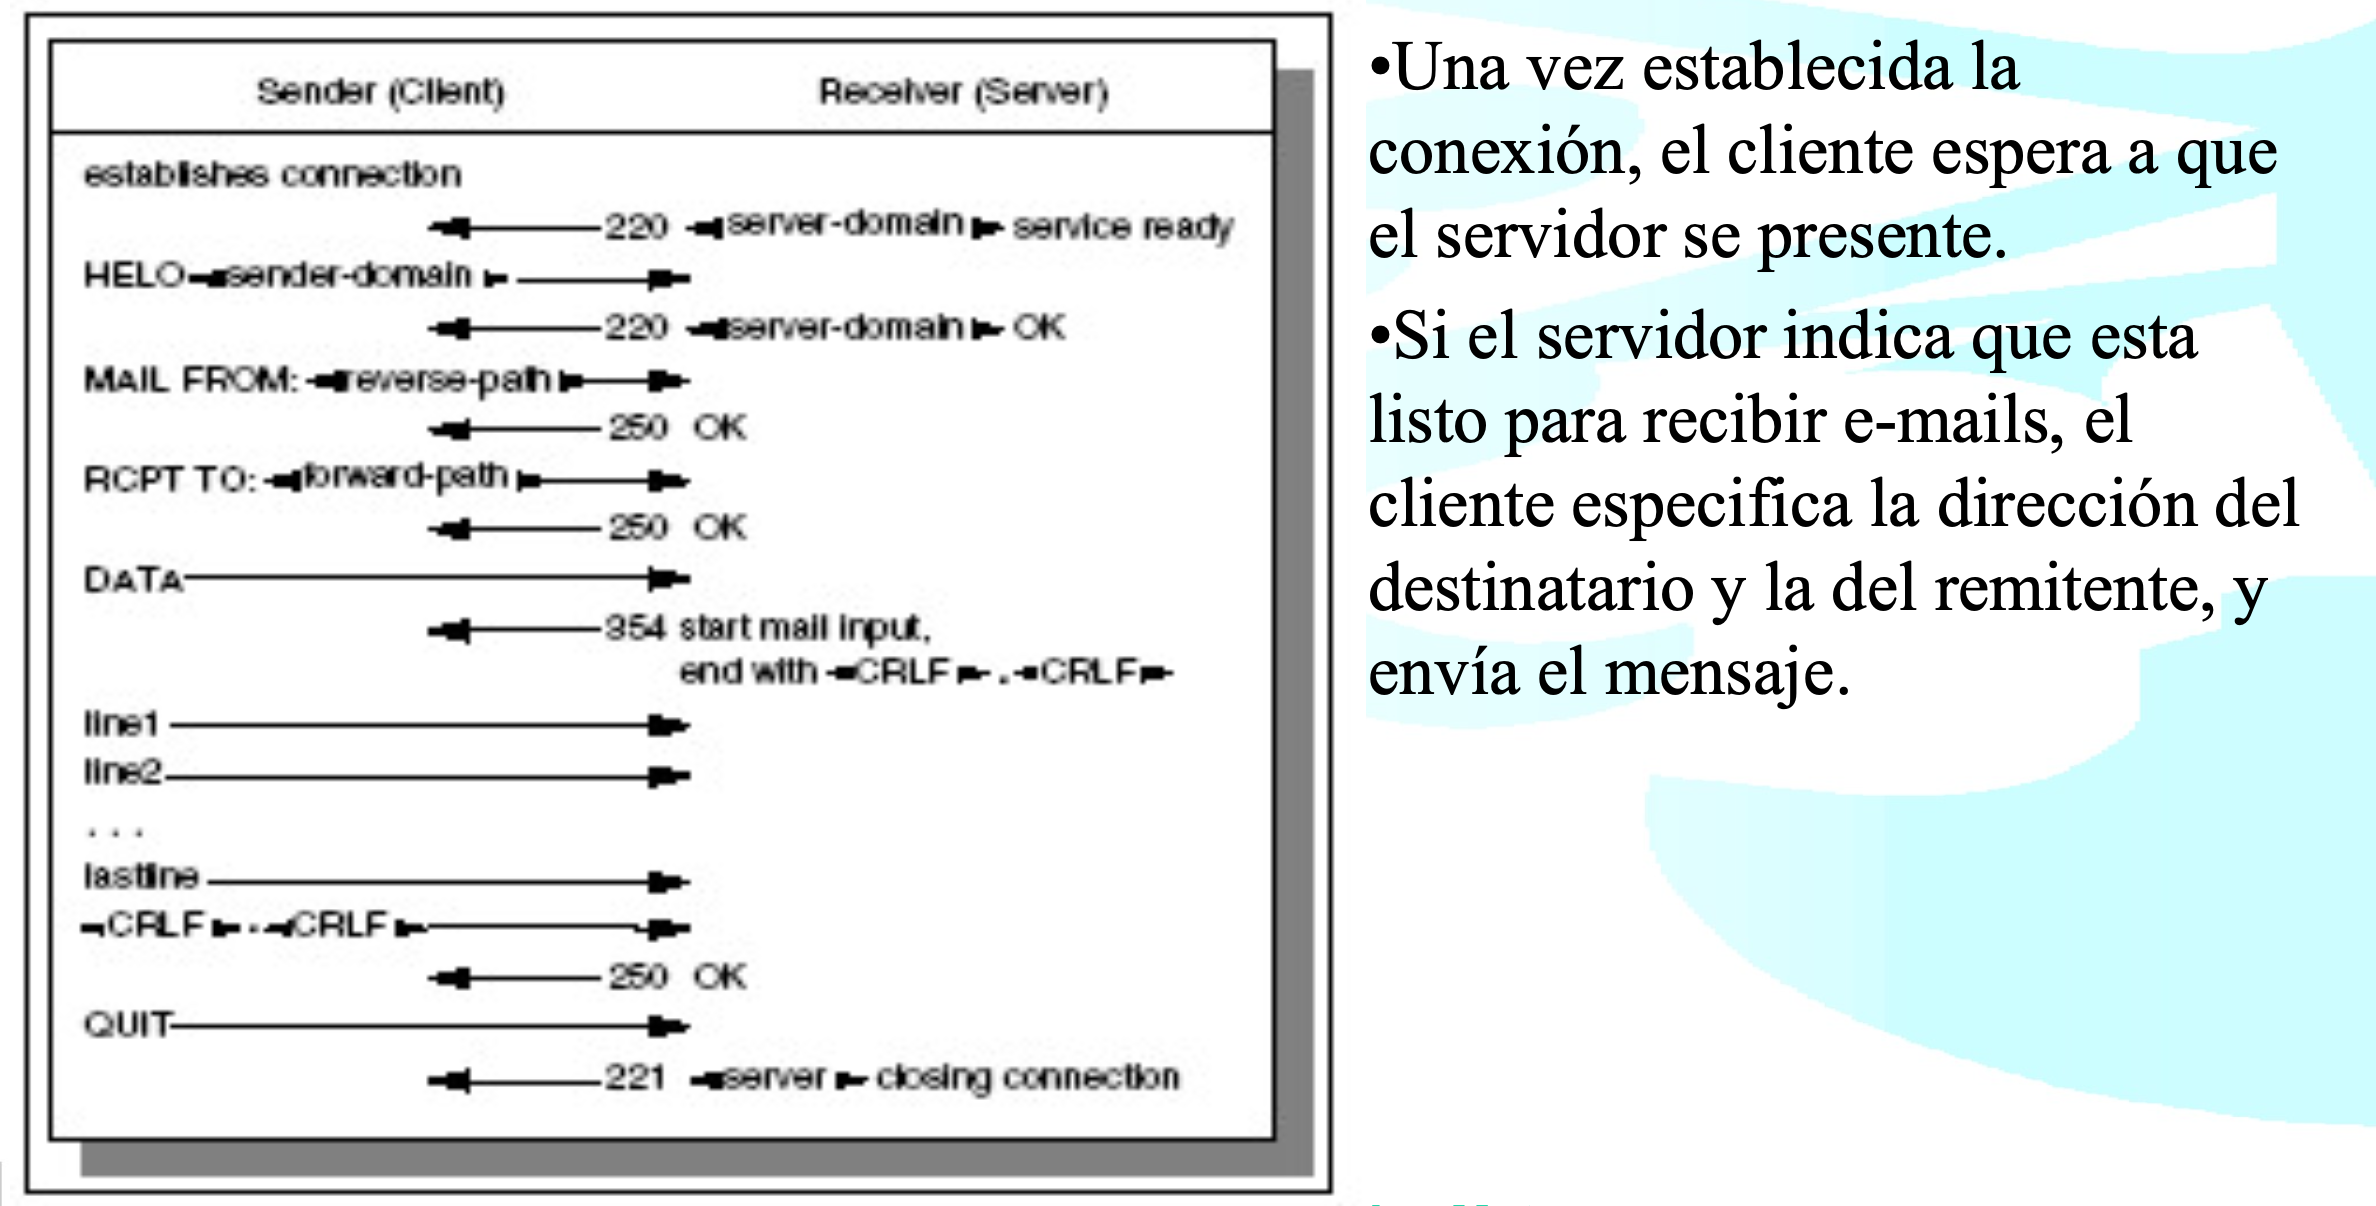 Sender (Client) Receiver (Server)
establishes connection
220 <server-domain> service ready
HELO <sender-domain>
220 <server-domain> OK
MAIL FROM: <reverse-path>
250 OK
RCPT TO: <forward-path>
250 OK
DATA
354 start mail input,
end with <CRLF>.<CRLF>
line1
line2
...
lastline
<CRLF>.<CRLF>
250 OK
QUIT
221 <server> closing connection
•Una vez establecida la
conexión, el cliente espera a que
el servidor se presente.
•Si el servidor indica que esta
listo para recibir e-mails, el
cliente especifica la dirección del
destinatario y la del remitente, y
envía el mensaje.